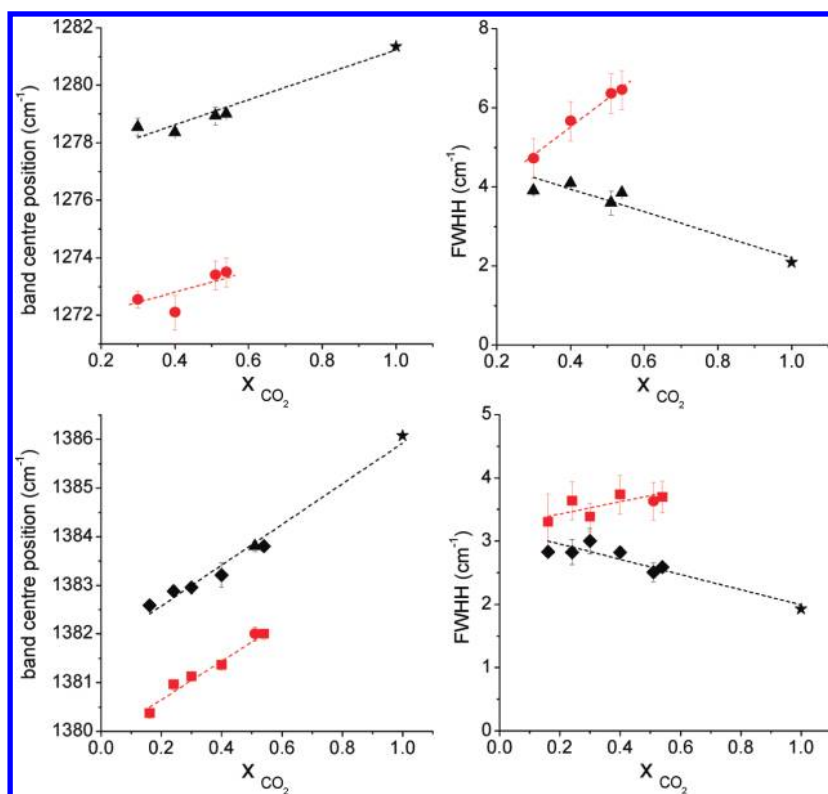 1282
1280
1278
1276
1274
1272
band centre position (cm-1)
0.2 0.4 0.6 0.8 1.0
X CO2
8
6
4
2
0
FWHH (cm-1)
0.2 0.4 0.6 0.8 1.0
X CO2
1386
1385
1384
1383
1382
1381
1380
band centre position (cm-1)
0.0 0.2 0.4 0.6 0.8 1.0
X CO2
5
4
3
2
1
0
FWHH (cm-1)
0.0 0.2 0.4 0.6 0.8 1.0
X CO2